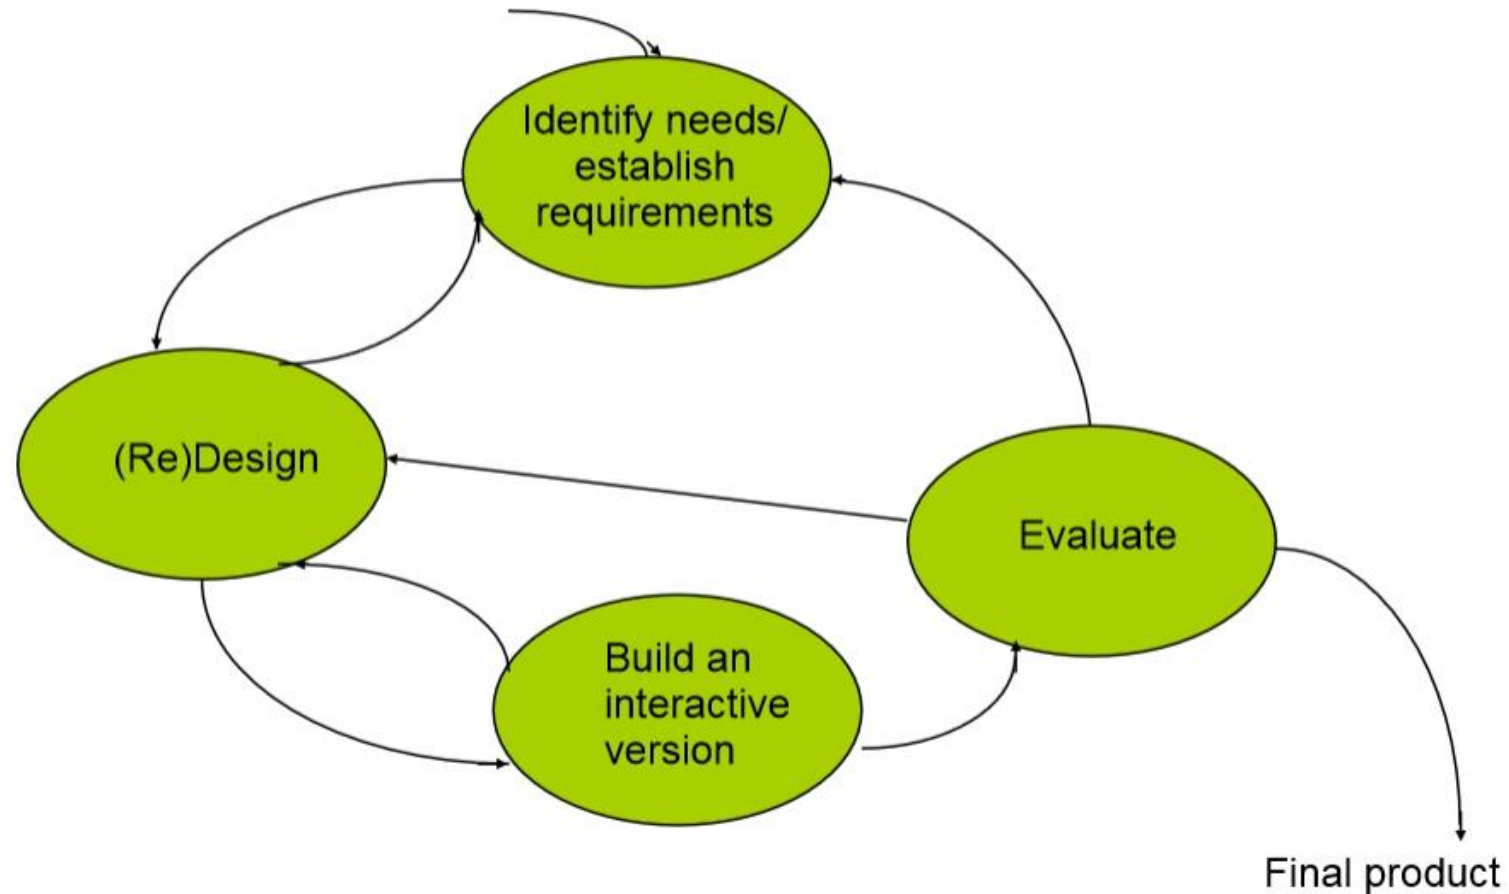 Identify needs/
establish
requirements
(Re)Design
Evaluate
Build an
interactive
version
Final product